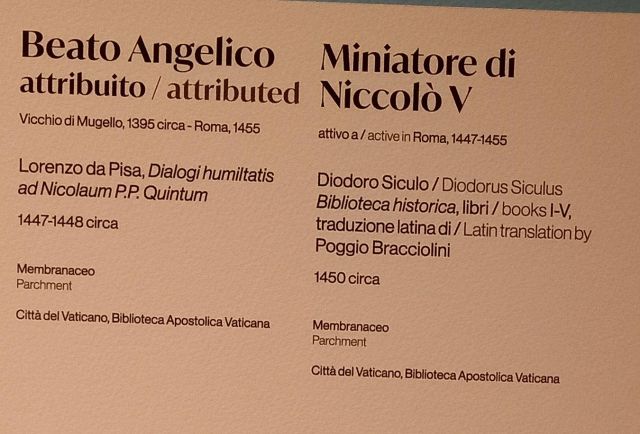 Beato Angelico
attribuito / attributed
Vicchio di Mugello, 1395 circa - Roma, 1455
Lorenzo da Pisa, Dialogi humiltatis
ad Nicolaum P.P. Quintum
1447-1448 circa
Membranaceo
Parchment
Città del Vaticano, Biblioteca Apostolica Vaticana
Miniatore di
Niccolò V
attivo a / active in Roma, 1447-1455
Diodoro Siculo / Diodorus Siculus
Biblioteca historica, libri / books I-V,
traduzione latina di / Latin translation by
Poggio Bracciolini
1450 circa
Membranaceo
Parchment
Città del Vaticano, Biblioteca Apostolica Vaticana